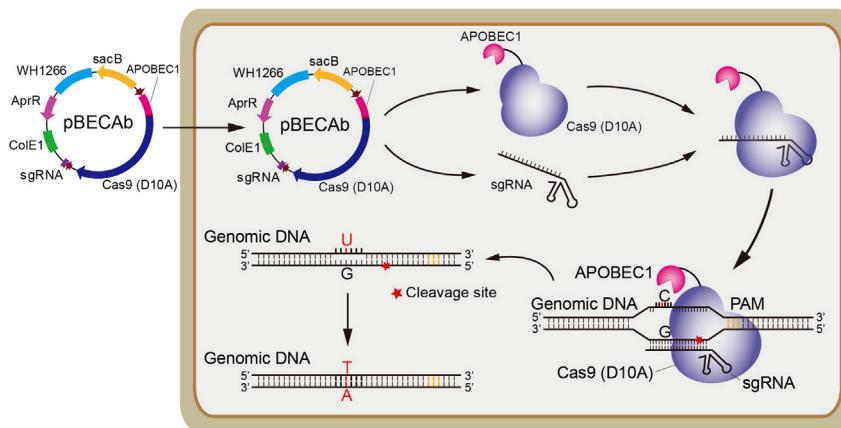 sacB
WH1266
APOBEC1
AprR
pBECAb
ColE1
sgRNA
Cas9 (D10A)
sacB
WH1266
APOBEC1
AprR
pBECAb
ColE1
sgRNA
Cas9 (D10A)
APOBEC1
Cas9 (D10A)
sgRNA
Genomic DNA
U
5' 3'
3' 5'
G
Cleavage site
Genomic DNA
T
5' 3'
3' 5'
A
APOBEC1
Genomic DNA
C
PAM
5' 3'
3' 5'
G
Cas9 (D10A)
sgRNA